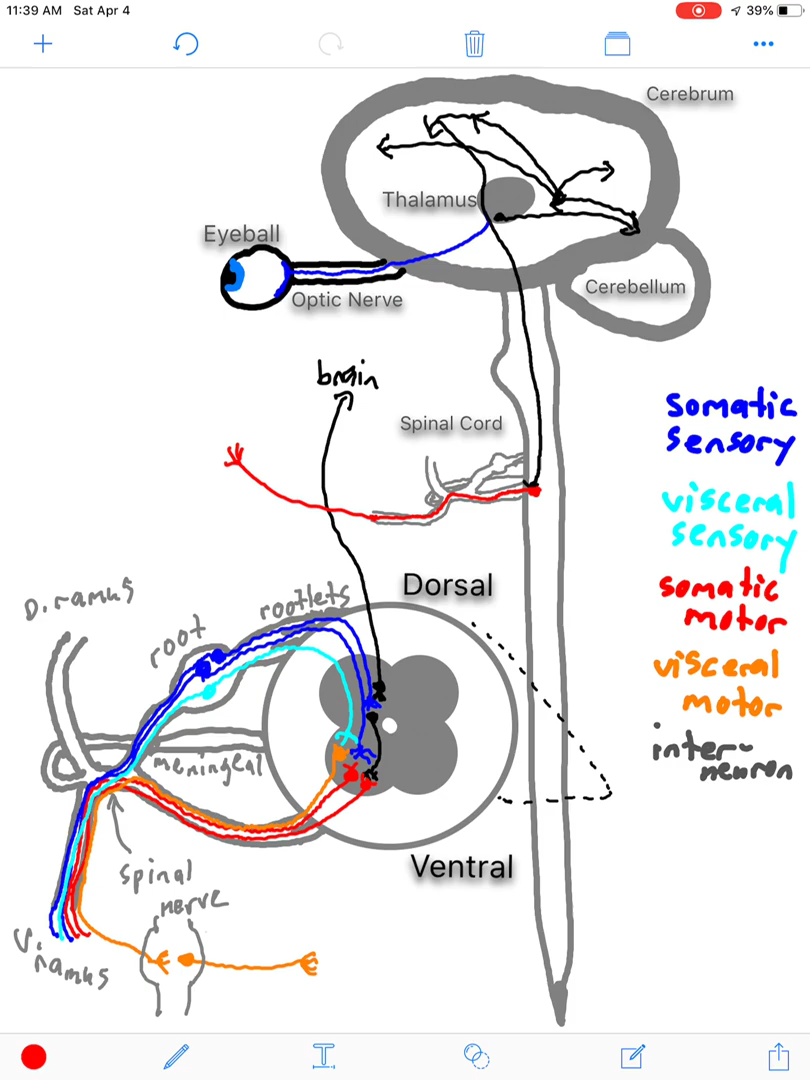 11:39 AM Sat Apr 4
39%
Cerebrum
Thalamus
Eyeball
Optic Nerve
Cerebellum
brain
Spinal Cord
somatic
sensory
visceral
sensory
somatic
motor
visceral
motor
inter-
neuron
Dorsal
D. ramus
root
rootlets
meningeal
Ventral
spinal
nerve
V.
ramus
T